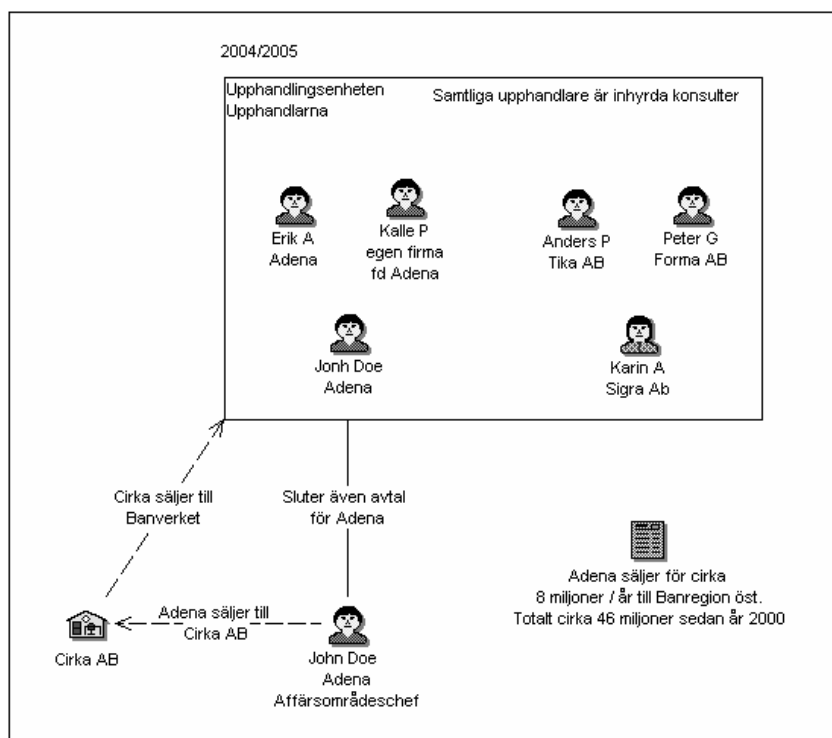 2004/2005
Upphandlingsenheten
Upphandlarna
Samtliga upphandlare är inhyrda konsulter
Erik A
Adena
Kalle P
egen firma
fd Adena
Anders P
Tika AB
Peter G
Forma AB
Jonh Doe
Adena
Karin A
Sigra Ab
Cirka säljer till
Banverket
Sluter även avtal
för Adena
Adena säljer för cirka
8 miljoner / år till Banregion öst.
Totalt cirka 46 miljoner sedan år 2000
Adena säljer till
Cirka AB
Cirka AB
John Doe
Adena
Affärsområdeschef